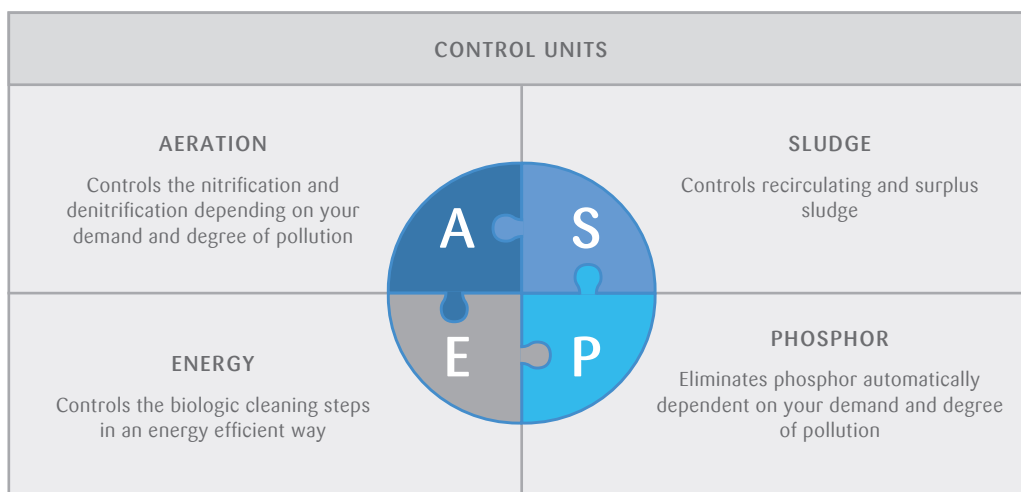 CONTROL UNITS
AERATION
Controls the nitrification and
denitrification depending on your
demand and degree of pollution
SLUDGE
Controls recirculating and surplus
sludge
A
S
E
P
ENERGY
Controls the biologic cleaning steps
in an energy efficient way
PHOSPHOR
Eliminates phosphor automatically
dependent on your demand and degree
of pollution